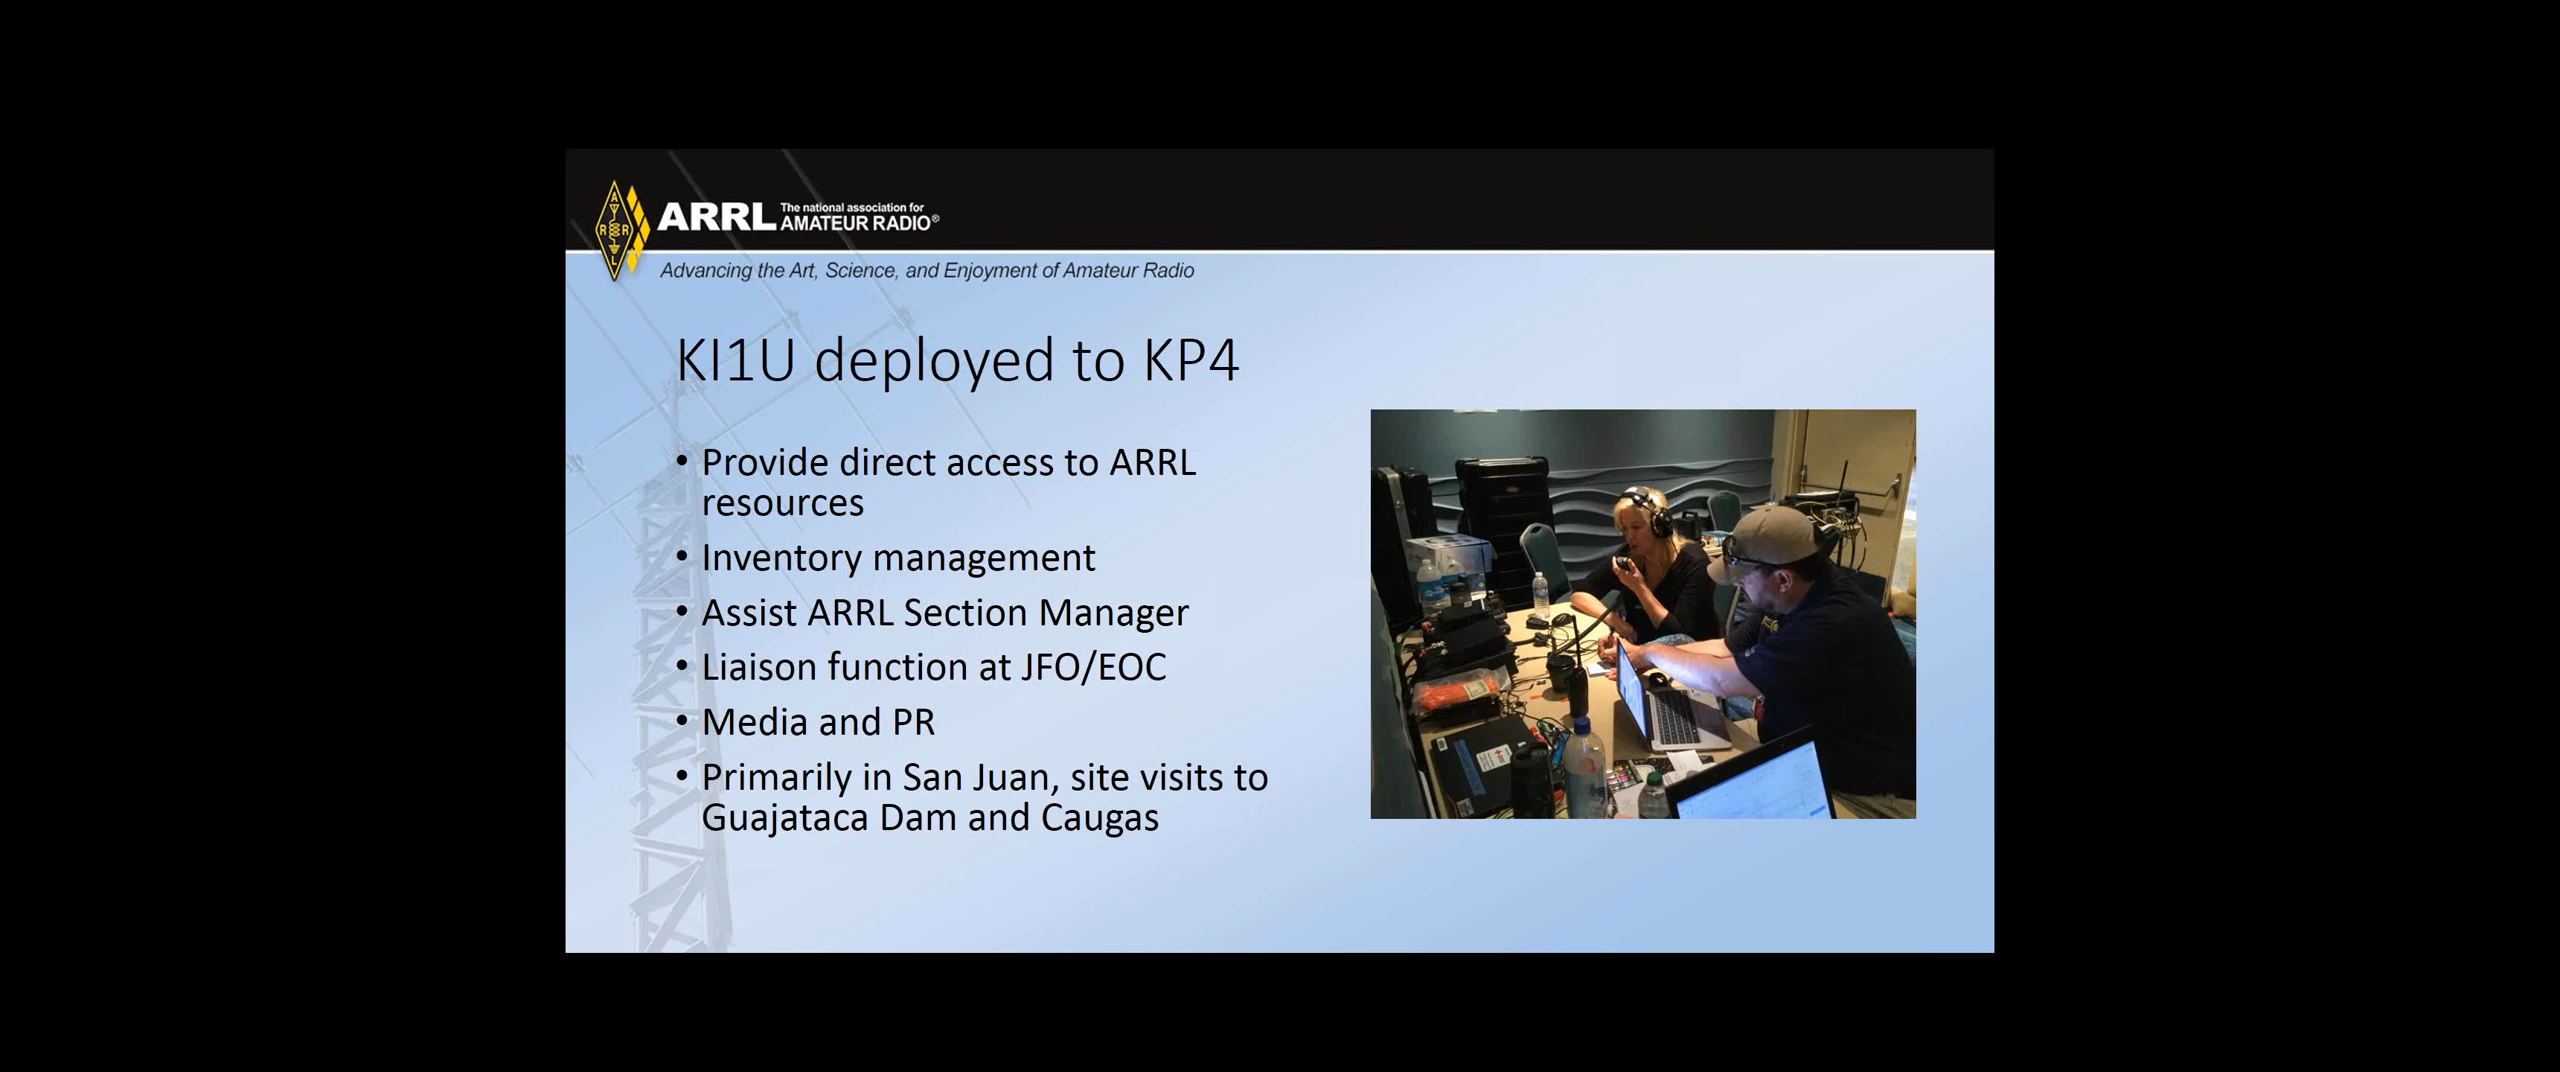 A
R R
L
ARRL The national association for
AMATEUR RADIO®
Advancing the Art, Science, and Enjoyment of Amateur Radio
KI1U deployed to KP4
• Provide direct access to ARRL
resources
• Inventory management
• Assist ARRL Section Manager
• Liaison function at JFO/EOC
• Media and PR
• Primarily in San Juan, site visits to
Guajataca Dam and Caugas